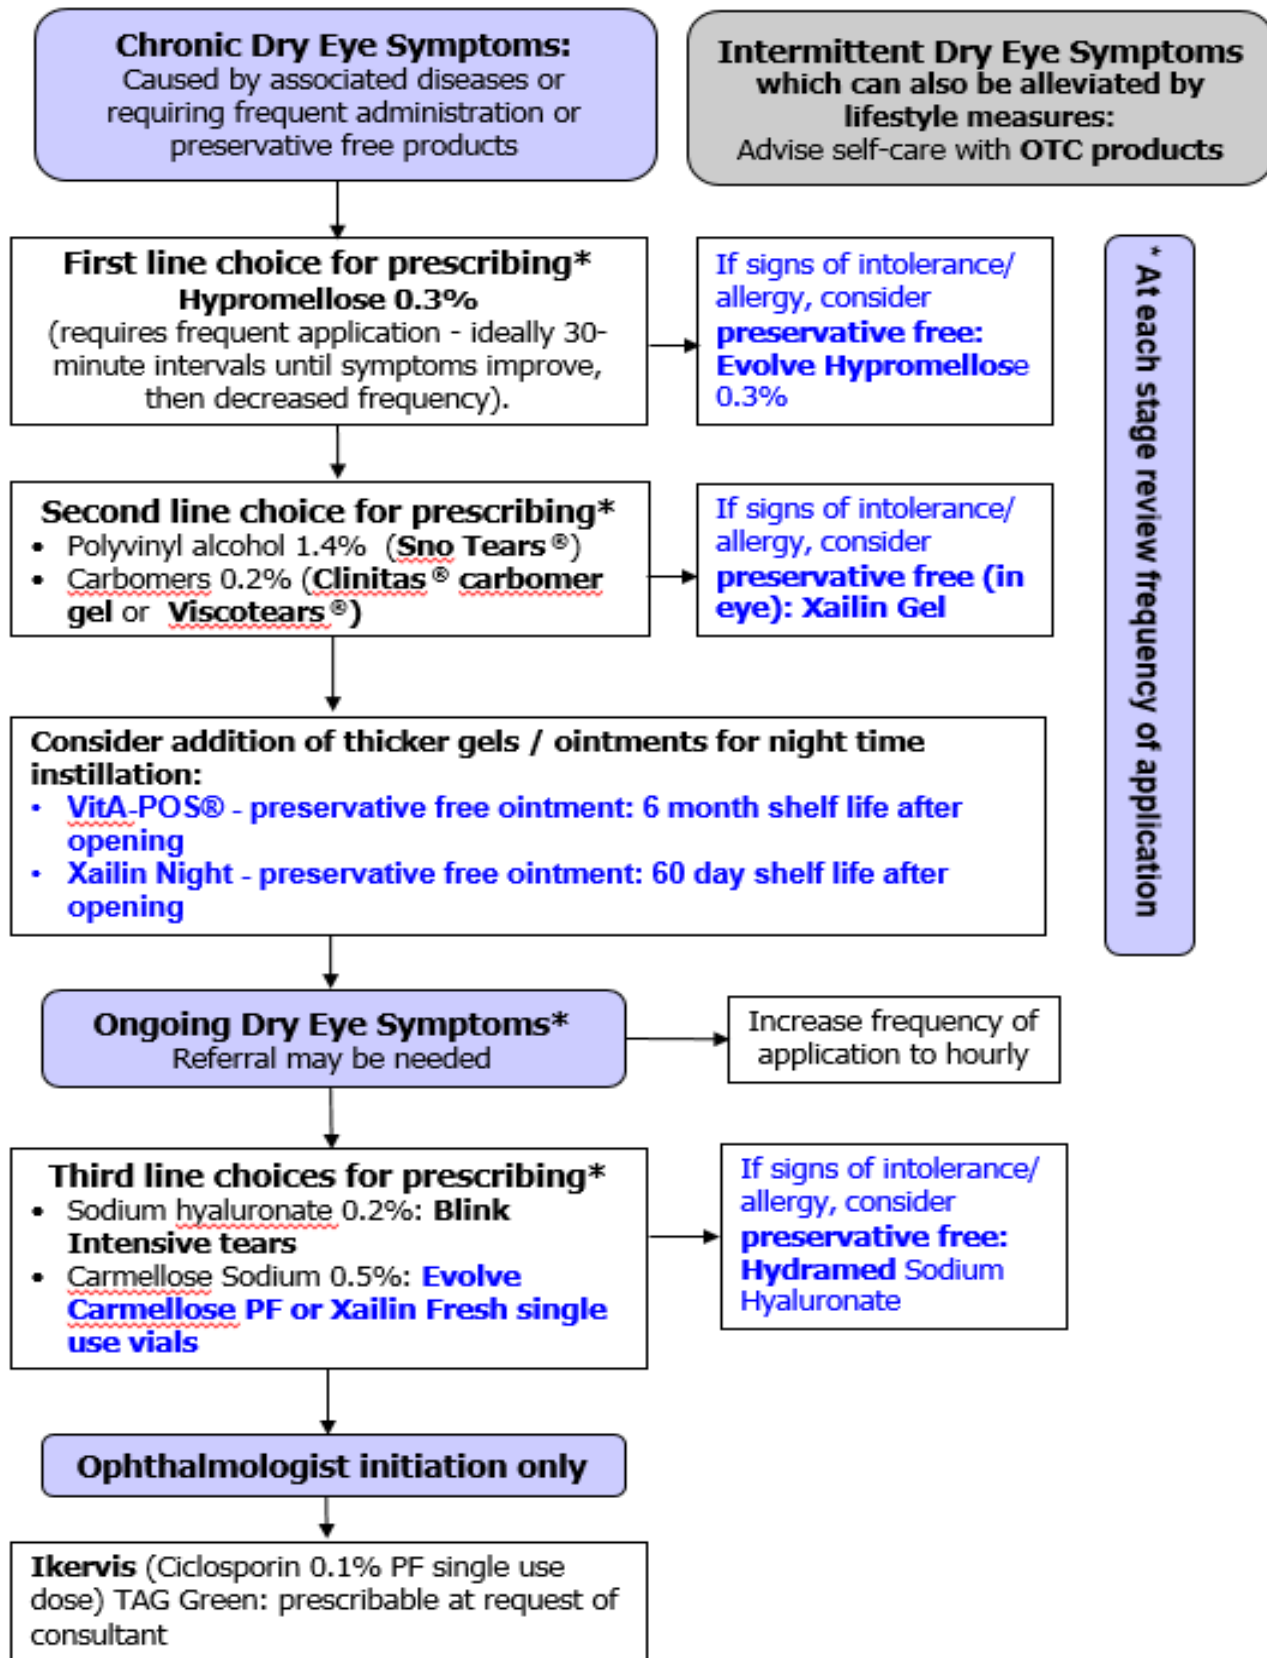 Chronic Dry Eye Symptoms:
Caused by associated diseases or
requiring frequent administration or
preservative free products
Intermittent Dry Eye Symptoms
which can also be alleviated by
lifestyle measures:
Advise self-care with OTC products
First line choice for prescribing*
Hypromellose 0.3%
(requires frequent application - ideally 30-
minute intervals until symptoms improve,
then decreased frequency).
If signs of intolerance/
allergy, consider
preservative free:
Evolve Hypromellose
0.3%
* At each stage review frequency of application
Second line choice for prescribing*
• Polyvinyl alcohol 1.4% (Sno Tears®)
• Carbomers 0.2% (Clinitas® carbomer
gel or Viscotears®)
If signs of intolerance/
allergy, consider
preservative free (in
eye): Xailin Gel
Consider addition of thicker gels / ointments for night time
instillation:
• VitA-POS® - preservative free ointment: 6 month shelf life after
opening
• Xailin Night - preservative free ointment: 60 day shelf life after
opening
Ongoing Dry Eye Symptoms*
Referral may be needed
Increase frequency of
application to hourly
Third line choices for prescribing*
• Sodium hyaluronate 0.2%: Blink
Intensive tears
• Carmellose Sodium 0.5%: Evolve
Carmellose PF or Xailin Fresh single
use vials
If signs of intolerance/
allergy, consider
preservative free:
Hydramed Sodium
Hyaluronate
Ophthalmologist initiation only
Ikervis (Ciclosporin 0.1% PF single use
dose) TAG Green: prescribable at request of
consultant